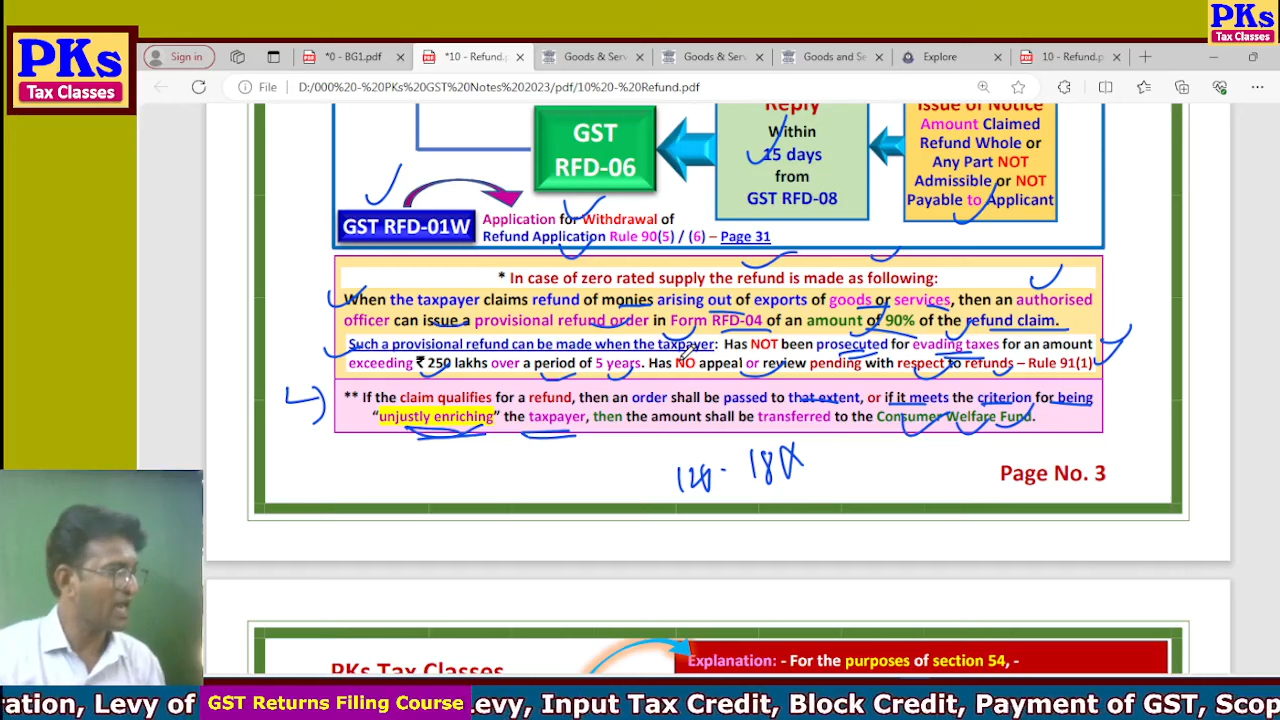 PKs
Tax Classes
PKs
Tax Classes
Sign in
*0 - BG1.pdf
*10 - Refund.p
Goods & Serv
Goods & Serv
Goods and Se
Explore
10 - Refund.p
File
D:/000%20-%20PKs%20GST%20Notes%202023/pdf/10%20-%20Refund.pdf
GST
RFD-06
Reply
Within
15 days
from
GST RFD-08
Issue of Notice
Amount Claimed
Refund Whole or
Any Part NOT
Admissible or NOT
Payable to Applicant
GST RFD-01W
Application for Withdrawal of
Refund Application Rule 90(5) / (6) – Page 31
* In case of zero rated supply the refund is made as following:
When the taxpayer claims refund of monies arising out of exports of goods or services, then an authorised
officer can issue a provisional refund order in Form RFD-04 of an amount of 90% of the refund claim.
Such a provisional refund can be made when the taxpayer: Has NOT been prosecuted for evading taxes for an amount
exceeding ₹ 250 lakhs over a period of 5 years. Has NO appeal or review pending with respect to refunds – Rule 91(1)
** If the claim qualifies for a refund, then an order shall be passed to that extent, or if it meets the criterion for being
“unjustly enriching” the taxpayer, then the amount shall be transferred to the Consumer Welfare Fund.
Page No. 3
PKs Tax Classes
Explanation: - For the purposes of section 54, -
ration, Levy of
GST Returns Filing Course
Levy, Input Tax Credit, Block Credit, Payment of GST, Scop